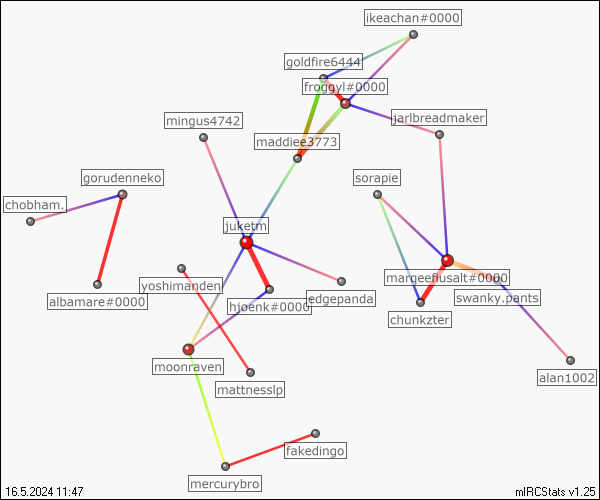 ikeachan#0000
goldfire6444
froggyl#0000
mingus4742
jarlbreadmaker
maddiee3773
gorudenneko
sorapie
chobham.
juketm
marqeefiusalt#0000
yoshimanden
edgepanda
swanky.pants
albamare#0000
hjoenk#0000
chunkzter
moonraven
alan1002
mattnesslp
fakedingo
mercurybro
16.5.2024 11:47
mIRCStats v1.25